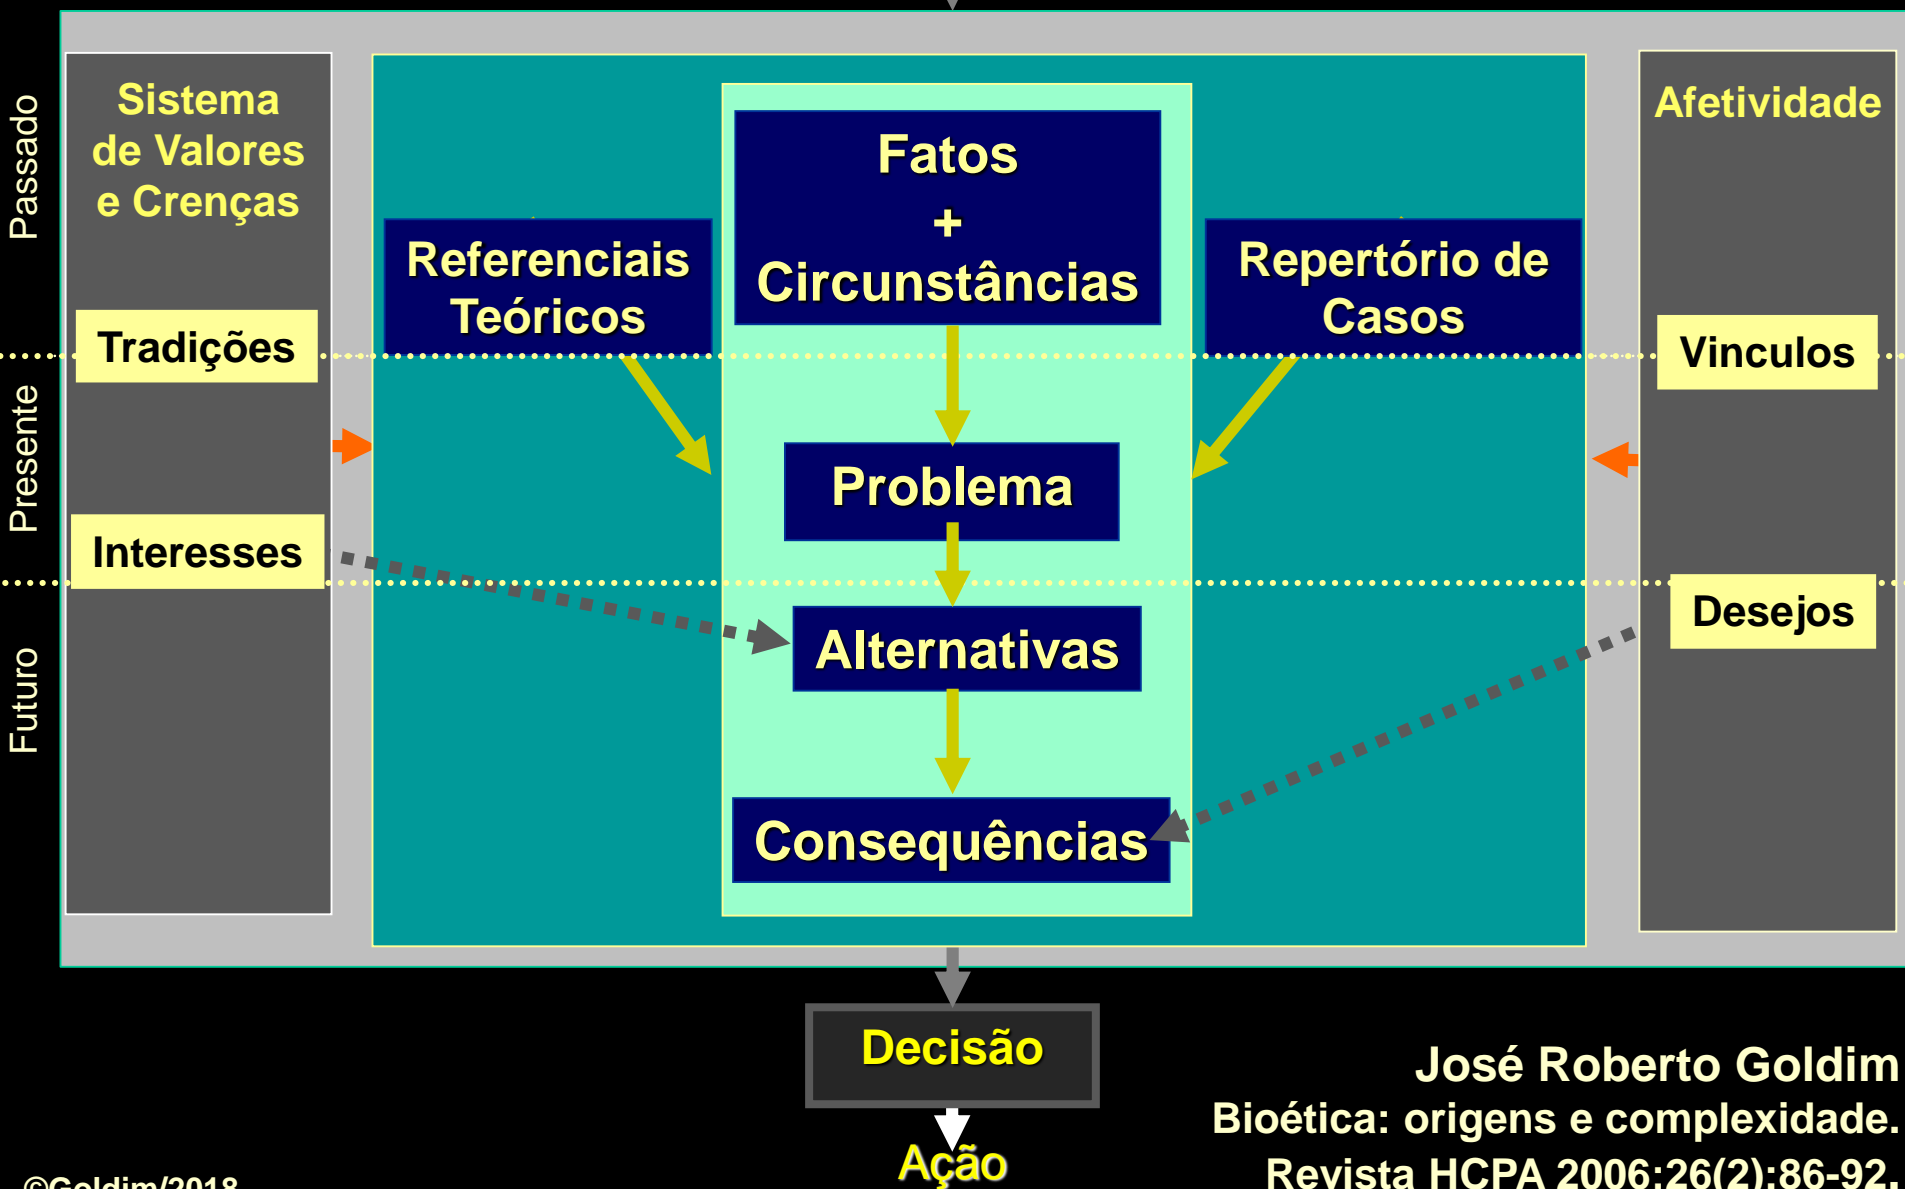 Passado
Presente
Futuro
Sistema
de Valores
e Crenças
Tradições
Interesses
Referenciais
Teóricos
Fatos
+
Circunstâncias
Repertório de
Casos
Problema
Alternativas
Consequências
Afetividade
Vinculos
Desejos
Decisão
Ação
José Roberto Goldim
Bioética: origens e complexidade.
Revista HCPA 2006;26(2):86-92.
©Goldim/2018